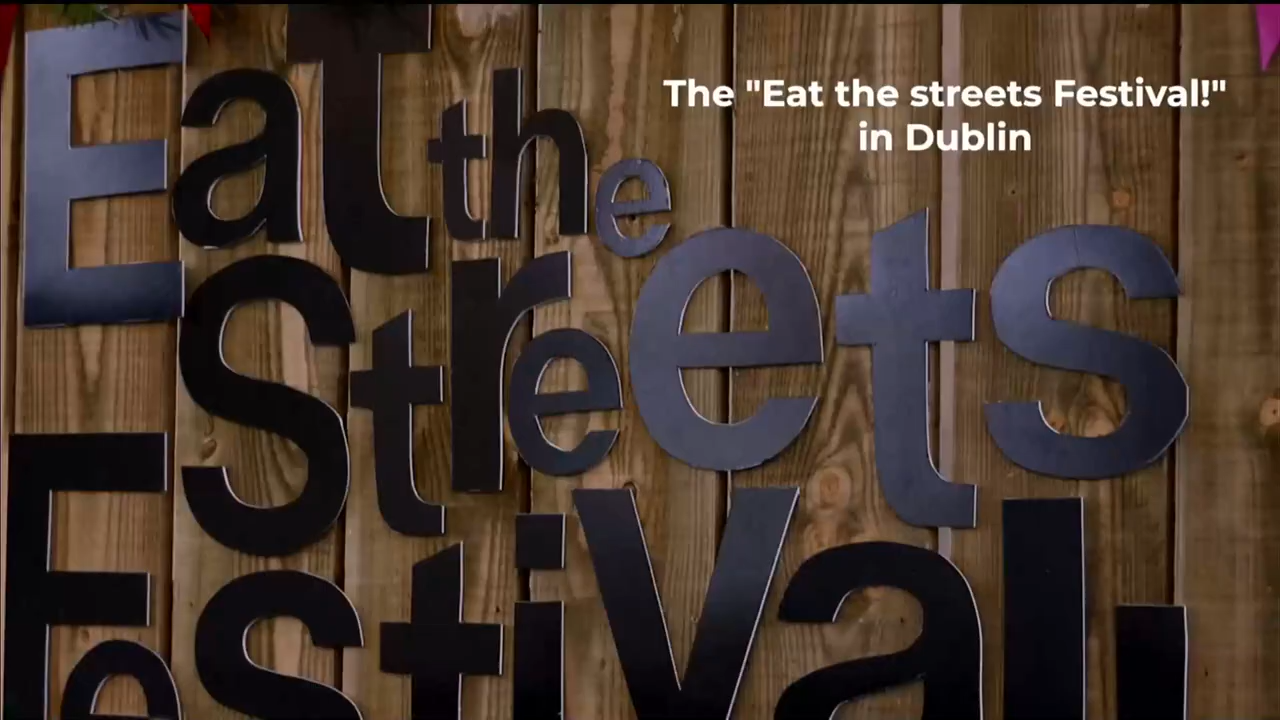 The "Eat the streets Festival!"
in Dublin
Eat the
Streets
Festival!